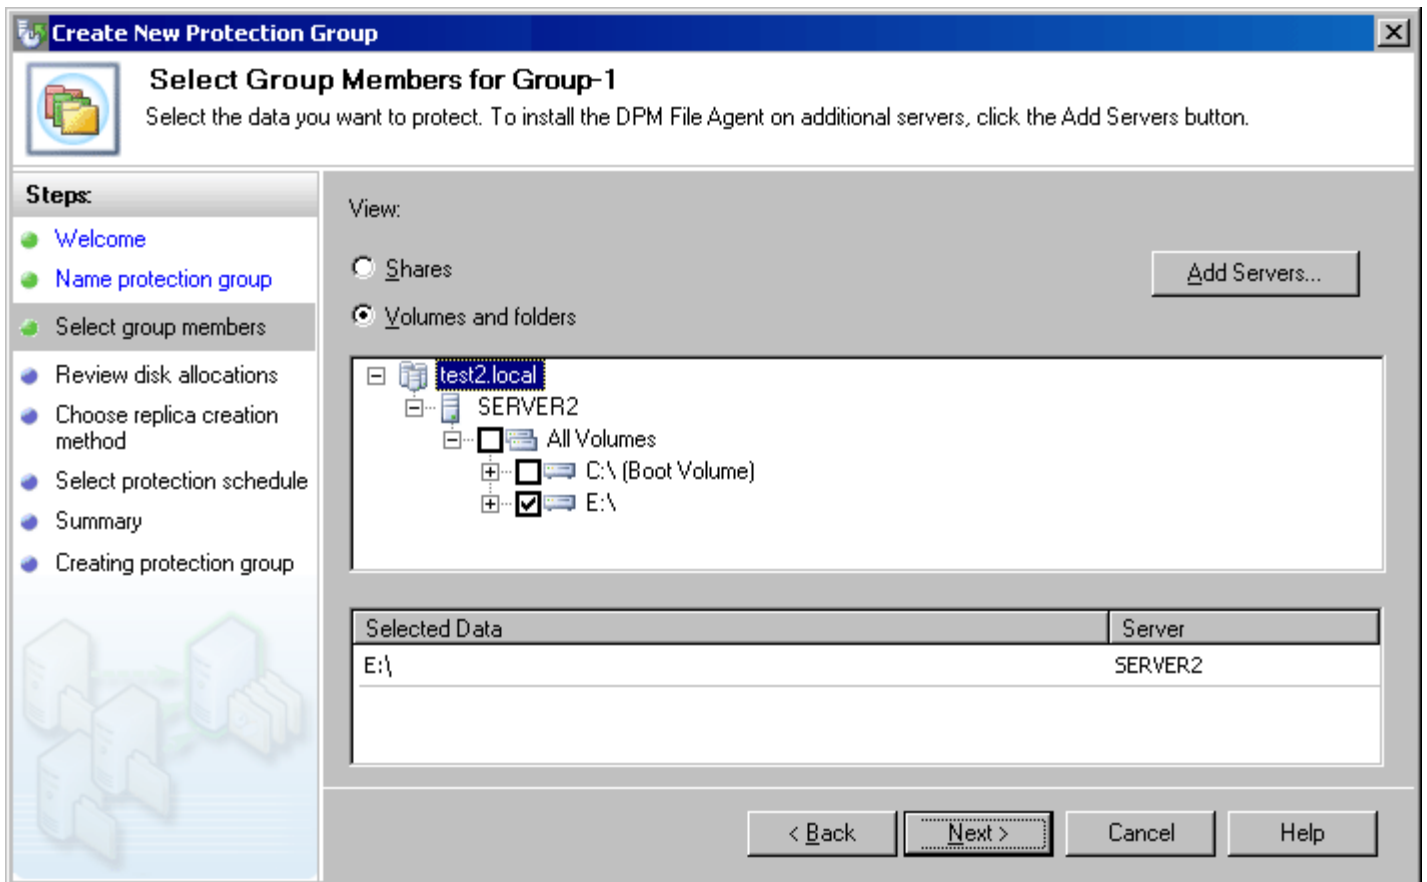 Create New Protection Group
Select Group Members for Group-1
Select the data you want to protect. To install the DPM File Agent on additional servers, click the Add Servers button.
Steps:
Welcome
Name protection group
Select group members
Review disk allocations
Choose replica creation
method
Select protection schedule
Summary
Creating protection group
View:
Shares
Add Servers...
Volumes and folders
test2.local
SERVER2
All Volumes
C:\ (Boot Volume)
E:\
Selected Data Server
E:\ SERVER2
< Back Next > Cancel Help